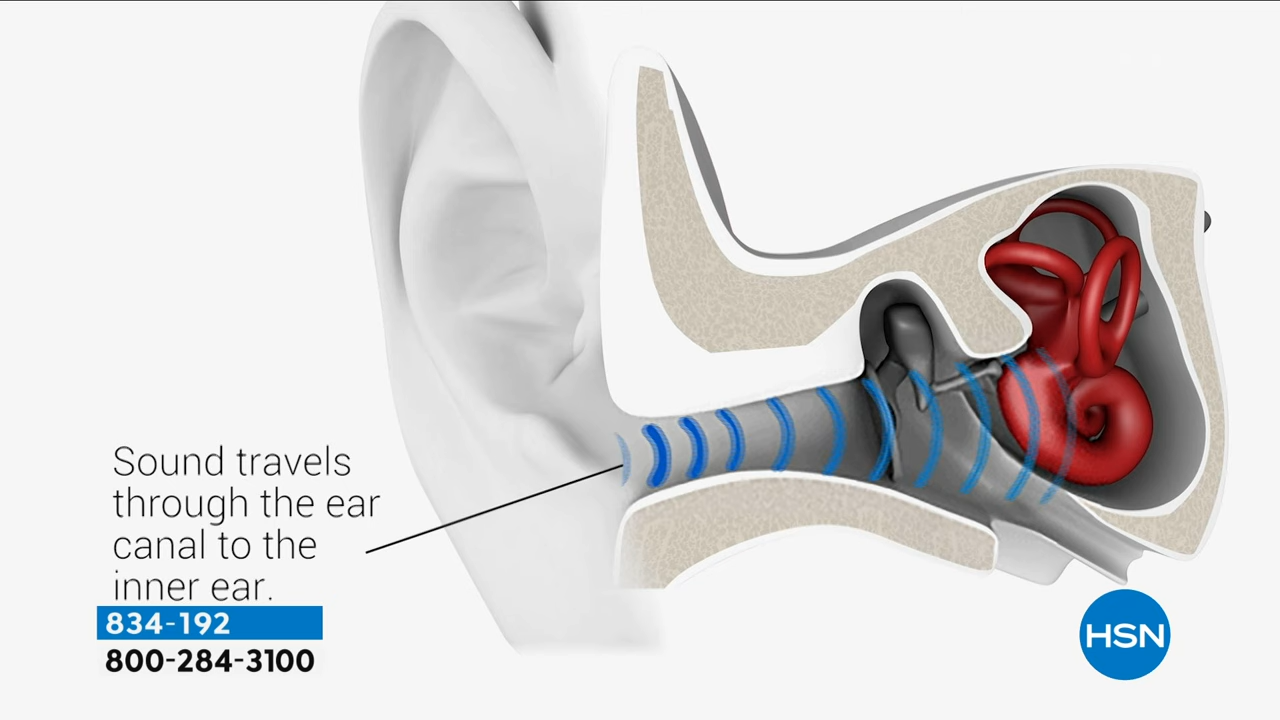 Sound travels
through the ear
canal to the
inner ear.
834-192
800-284-3100
HSN